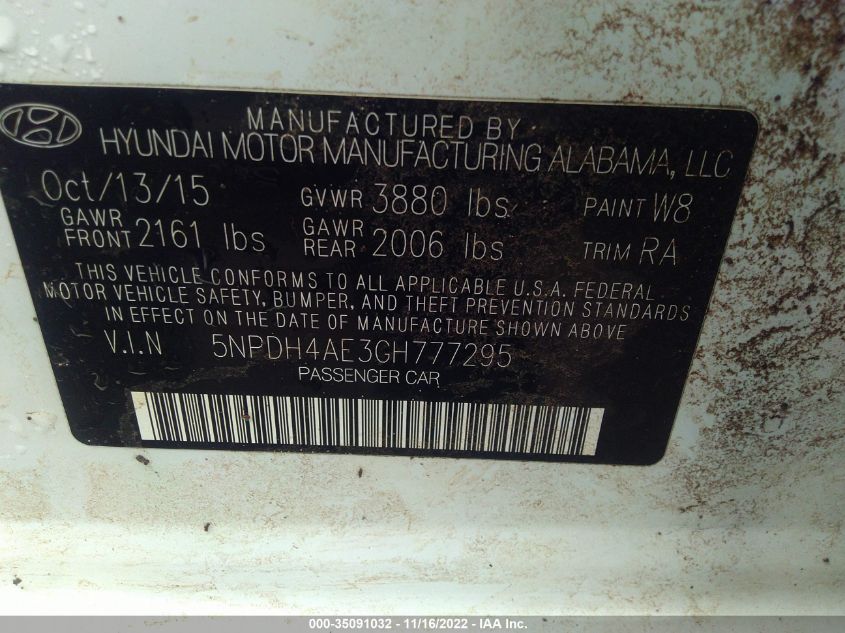 MANUFACTURED BY
HYUNDAI MOTOR MANUFACTURING ALABAMA, LLC
Oct/13/15 GVWR 3880 lbs PAINT W8
GAWR FRONT 2161 lbs GAWR REAR 2006 lbs TRIM RA
THIS VEHICLE CONFORMS TO ALL APPLICABLE U.S.A. FEDERAL
MOTOR VEHICLE SAFETY, BUMPER, AND THEFT PREVENTION STANDARDS
IN EFFECT ON THE DATE OF MANUFACTURE SHOWN ABOVE
V.I.N 5NPDH4AE3GH777295
PASSENGER CAR
000-35091032 - 11/16/2022 - IAA Inc.